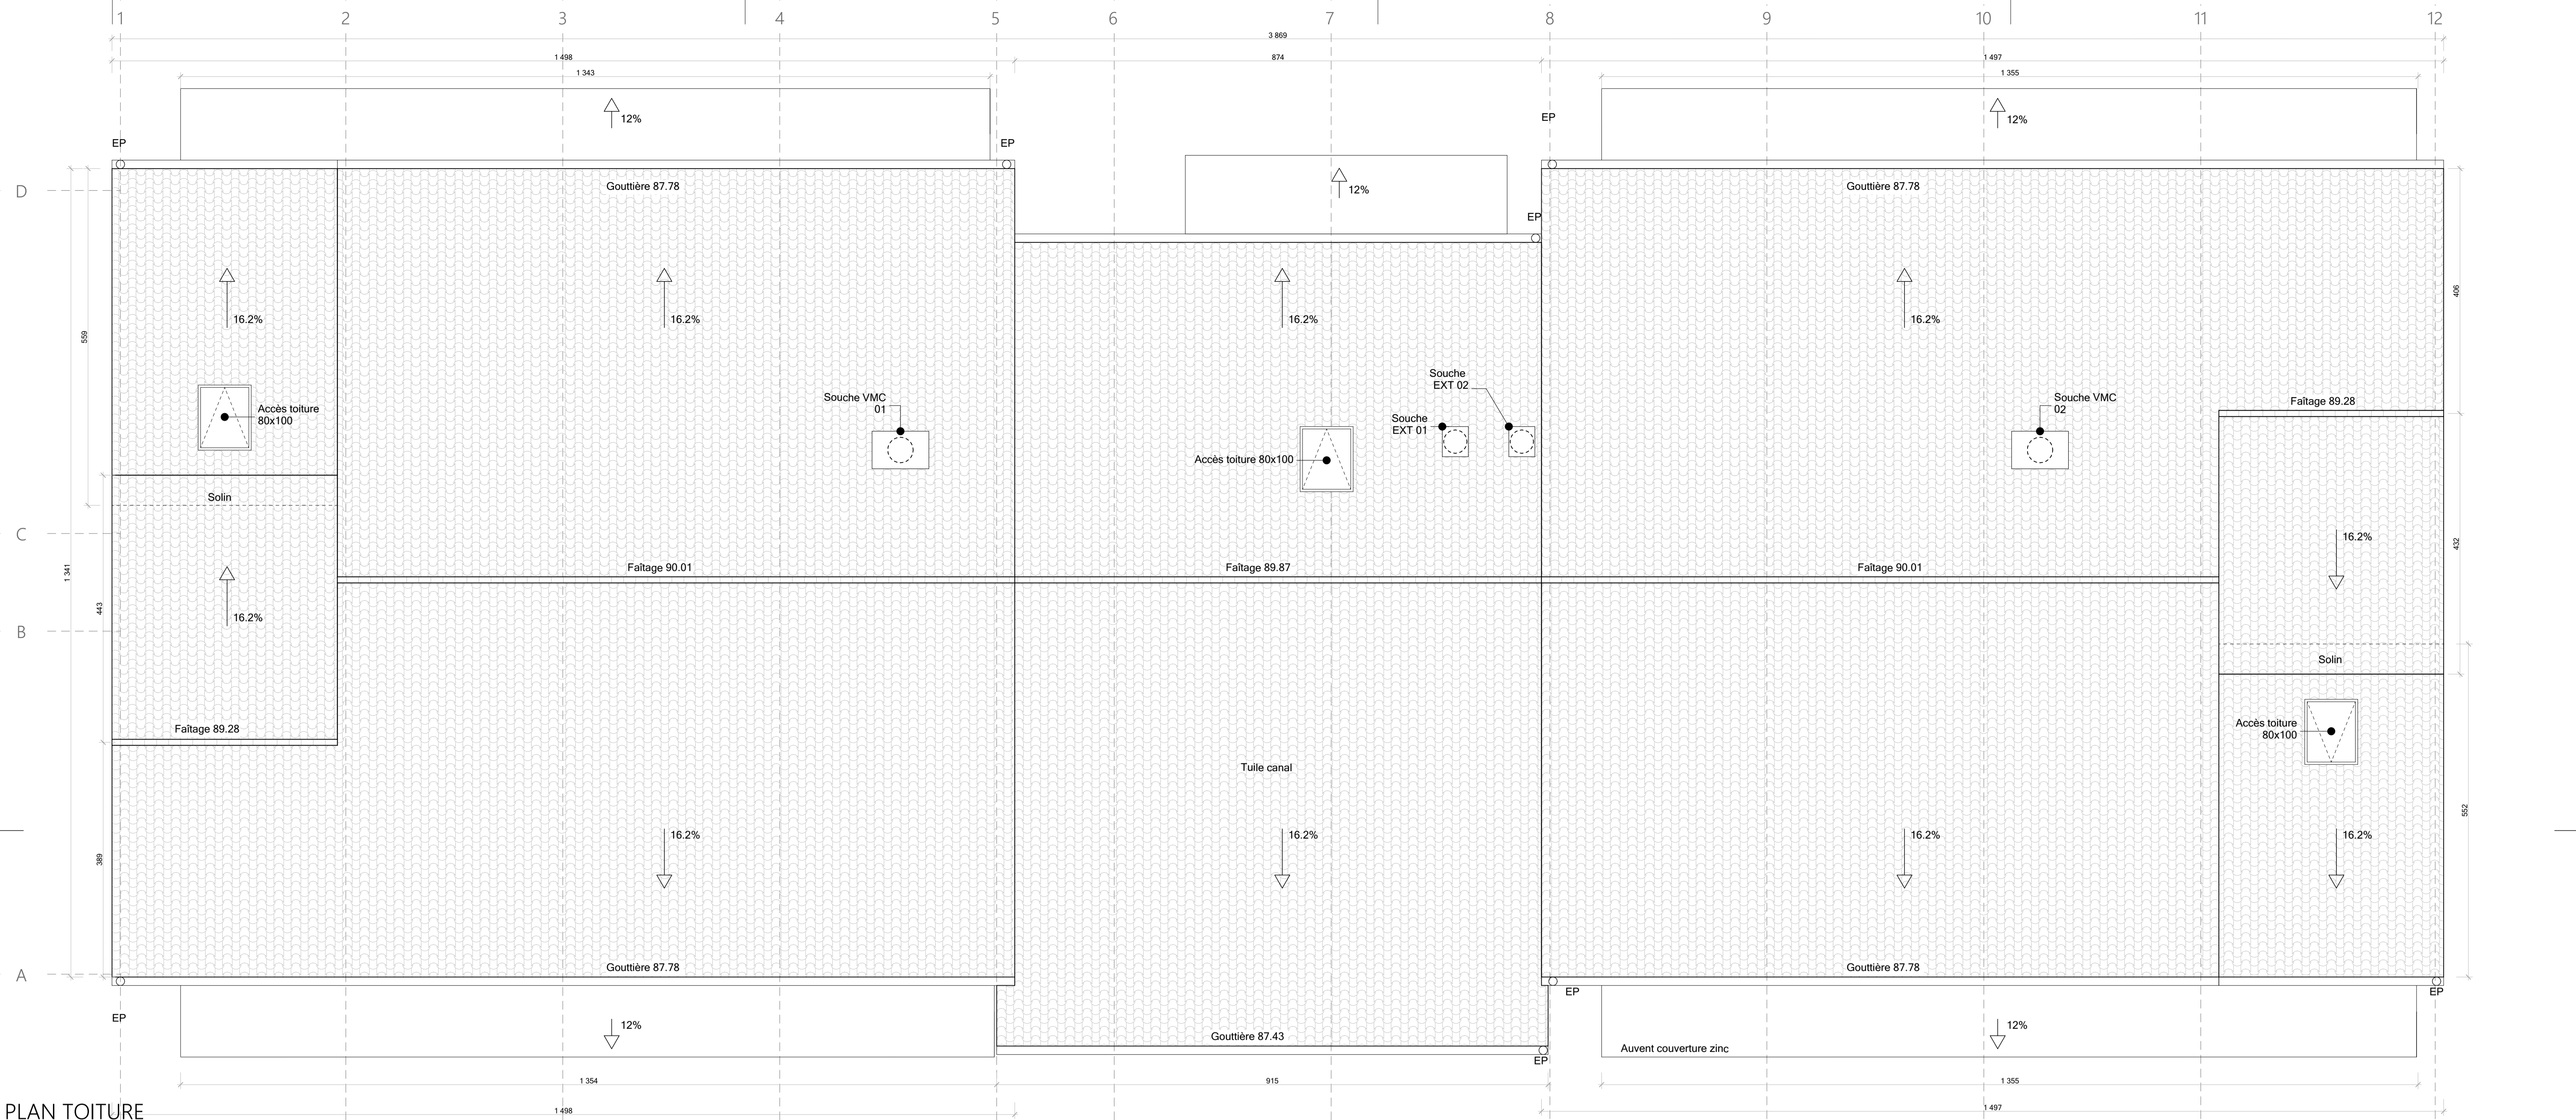 1 2 3 4 5 6 7 8 9 10 11 12
3 869
1 498 874 1 497
1 343 1 355
12%
12%
EP
EP
EP
12%
D
Gouttière 87.78
Gouttière 87.78
EP
406
16.2%
16.2%
16.2%
16.2%
559
Souche
EXT 02
Souche VMC
01
Souche VMC
02
Faîtage 89.28
Accès toiture
80x100
Souche
EXT 01
Accès toiture 80x100
Solin
C
16.2%
432
1 341
Faîtage 90.01
Faîtage 89.87
Faîtage 90.01
443
16.2%
B
Solin
Faîtage 89.28
Accès toiture
80x100
Tuile canal
552
16.2%
16.2%
16.2%
16.2%
389
Gouttière 87.78
Gouttière 87.78
A
EP
EP
EP
12%
12%
Gouttière 87.43
Auvent couverture zinc
EP
1 354 915 1 355
1 498 1 497
PLAN TOITURE